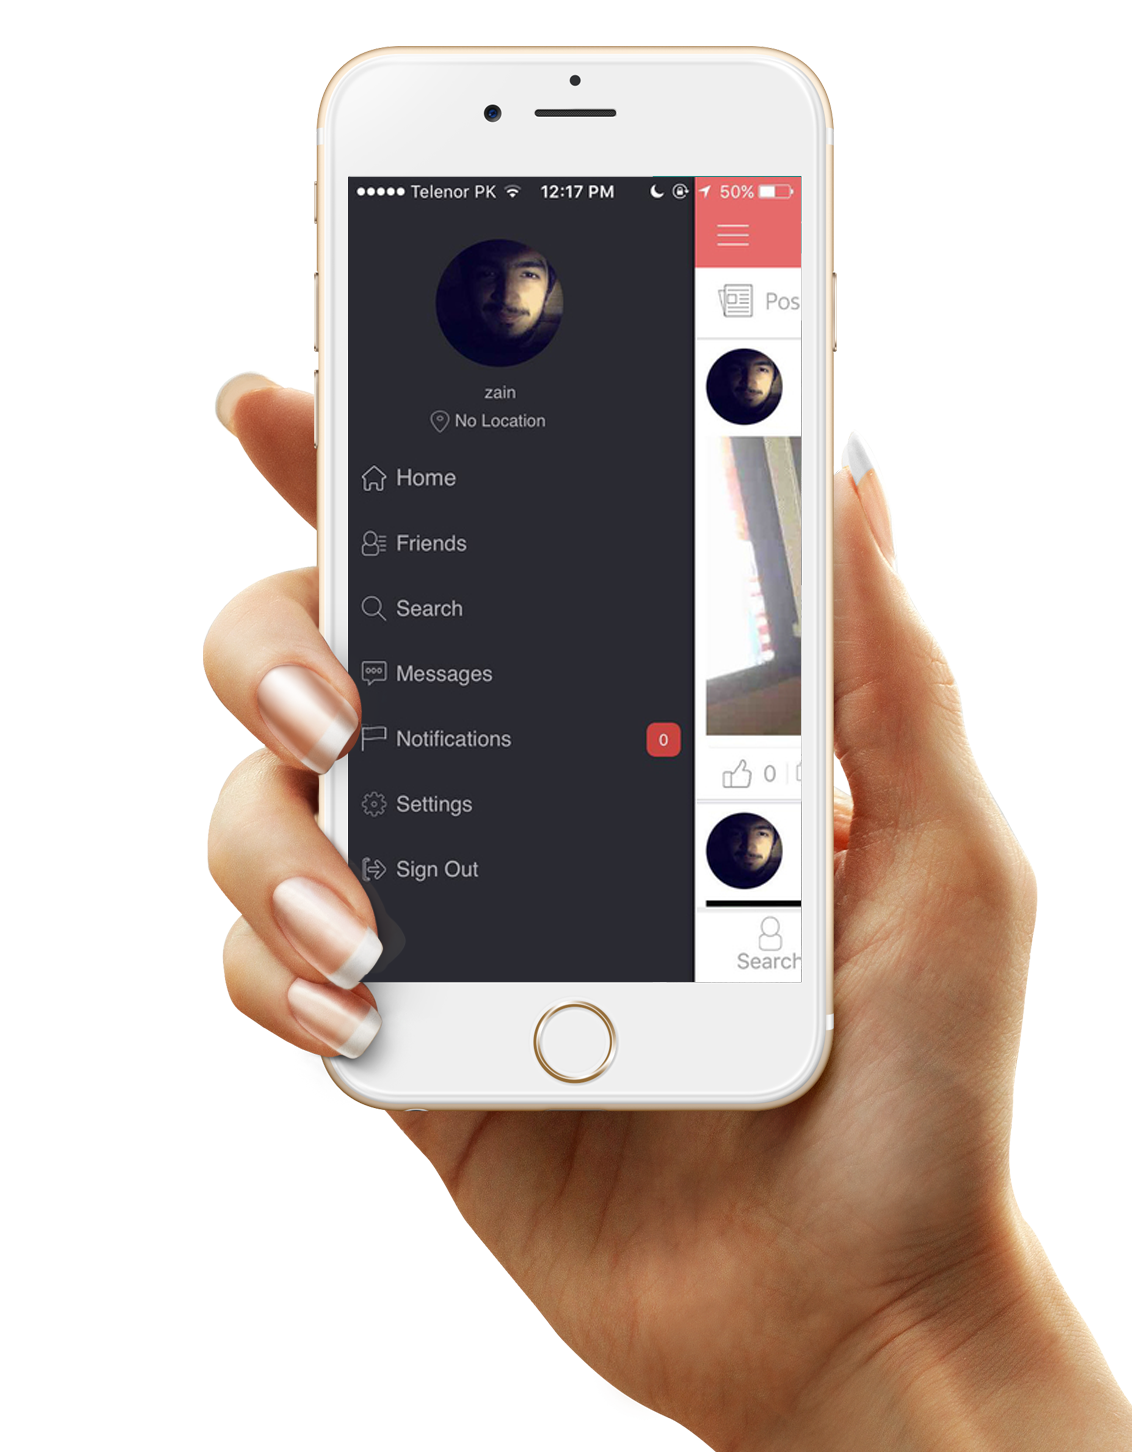 Telenor PK 12:17 PM 50%
zain
No Location
Home
Friends
Search
Messages
Notifications 0
Settings
Sign Out
Pos
0
Search